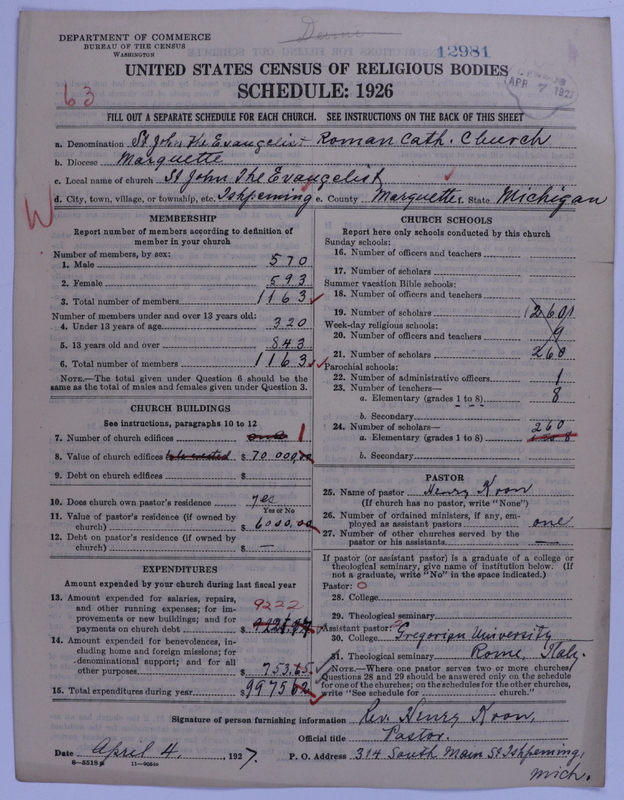 DEPARTMENT OF COMMERCE
BUREAU OF THE CENSUS
WASHINGTON
12981
UNITED STATES CENSUS OF RELIGIOUS BODIES
SCHEDULE: 1926
APR 7 192
63
FILL OUT A SEPARATE SCHEDULE FOR EACH CHURCH. SEE INSTRUCTIONS ON THE BACK OF THIS SHEET
a. Denomination St John The Evangelist Roman Cath. Church
b. Diocese Marquette
c. Local name of church St John The Evangelist
d. City, town, village, or township, etc. Ishpeming e. County Marquette f. State Michigan
W
MEMBERSHIP
Report number of members according to definition of
member in your church
Number of members, by sex:
1. Male 570
2. Female 593
3. Total number of members 1163
Number of members under and over 13 years old:
4. Under 13 years of age 320
5. 13 years old and over 843
6. Total number of members 1163
NOTE.—The total given under Question 6 should be the
same as the total of males and females given under Question 3.
CHURCH BUILDINGS
See instructions, paragraphs 10 to 12
7. Number of church edifices one 1
8. Value of church edifices $ 70 000,00
9. Debt on church edifices $
10. Does church own pastor's residence yes
Yes or No
11. Value of pastor's residence (if owned by
church) $ 6000,00
12. Debt on pastor's residence (if owned by
church) $ —
EXPENDITURES
Amount expended by your church during last fiscal year
13. Amount expended for salaries, repairs,
and other running expenses; for im-
provements or new buildings; and for
payments on church debt $ 9222
14. Amount expended for benevolences, in-
cluding home and foreign missions; for
denominational support; and for all
other purposes $ 753.65
15. Total expenditures during year $ 997562
CHURCH SCHOOLS
Report here only schools conducted by this church
Sunday schools:
16. Number of officers and teachers
17. Number of scholars
Summer vacation Bible schools:
18. Number of officers and teachers
19. Number of scholars
Week-day religious schools:
20. Number of officers and teachers 9
21. Number of scholars 260
Parochial schools:
22. Number of administrative officers 1
23. Number of teachers—
a. Elementary (grades 1 to 8) 8
b. Secondary
24. Number of scholars— 260
a. Elementary (grades 1 to 8)
b. Secondary
PASTOR
25. Name of pastor Henry Kron
(If church has no pastor, write "None")
26. Number of ordained ministers, if any, em-
ployed as assistant pastors one
27. Number of other churches served by the
pastor or his assistants —
If pastor (or assistant pastor) is a graduate of a college or
theological seminary, give name of institution below. (If
not a graduate, write "No" in the space indicated.)
Pastor: 0
28. College
29. Theological seminary
Assistant pastor:
30. College Gregorian University
31. Theological seminary Rome, Italy.
NOTE.—Where one pastor serves two or more churches
Questions 28 and 29 should be answered only on the schedule
for one of the churches; on the schedules for the other churches,
write "See schedule for church."
Signature of person furnishing information Rev. Henry Kron,
Official title Pastor.
Date April 4, 1927. P. O. Address 314 South Main St Ishpeming,
Mich.
8—5518a 11—9064a